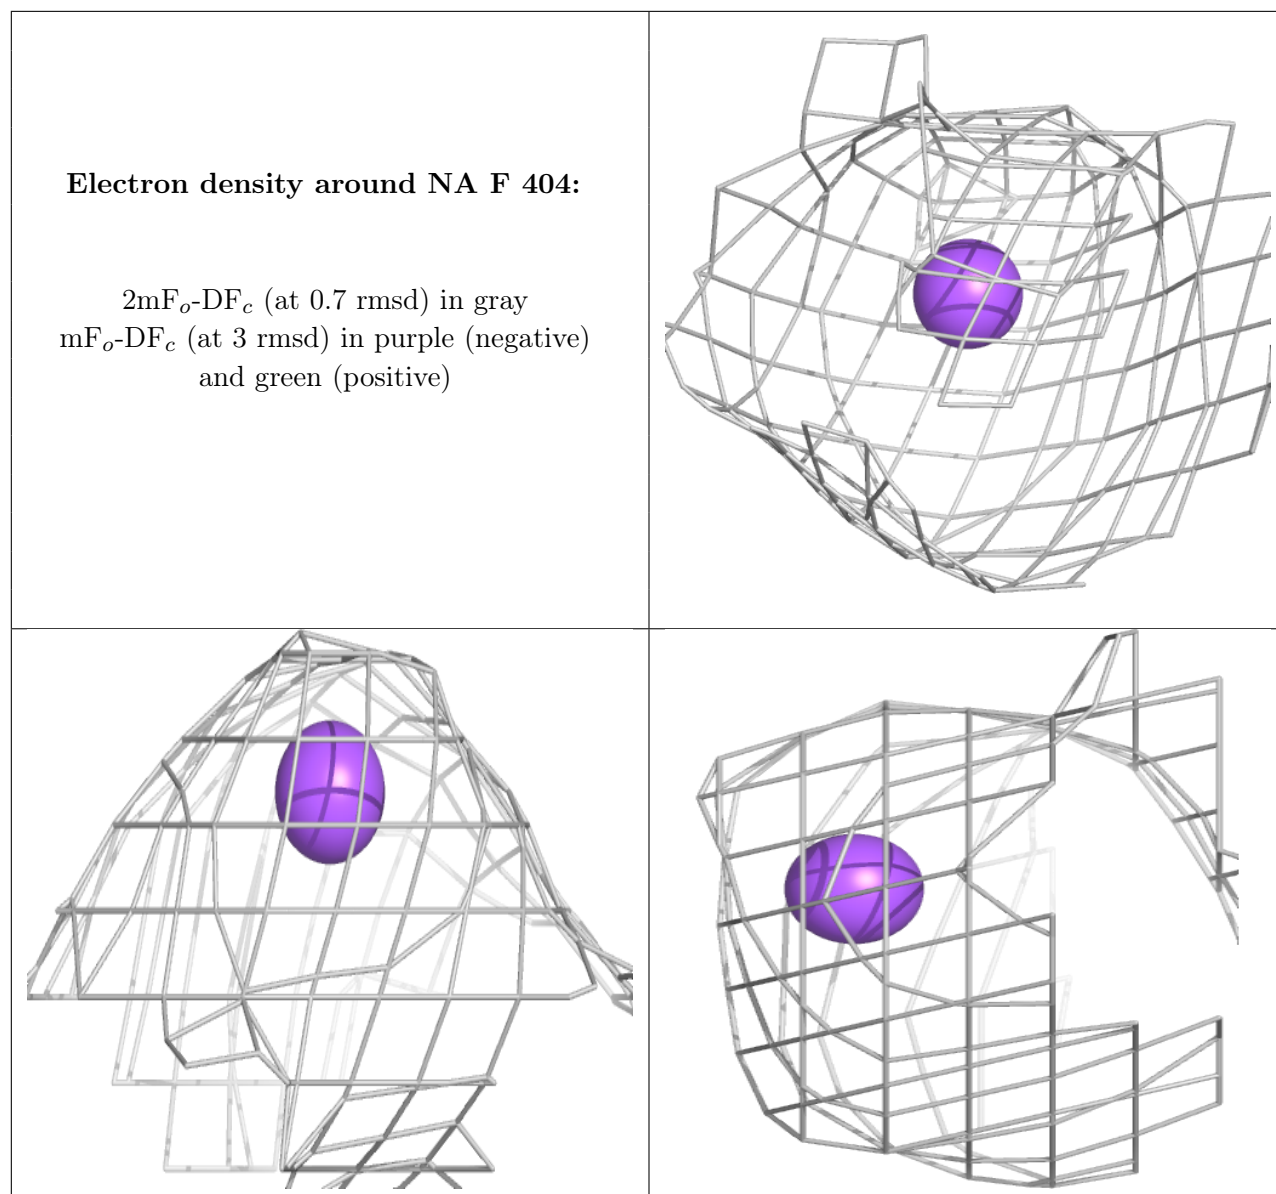 Electron density around NA F 404:
2mFo-DFc (at 0.7 rmsd) in gray
mFo-DFc (at 3 rmsd) in purple (negative)
and green (positive)